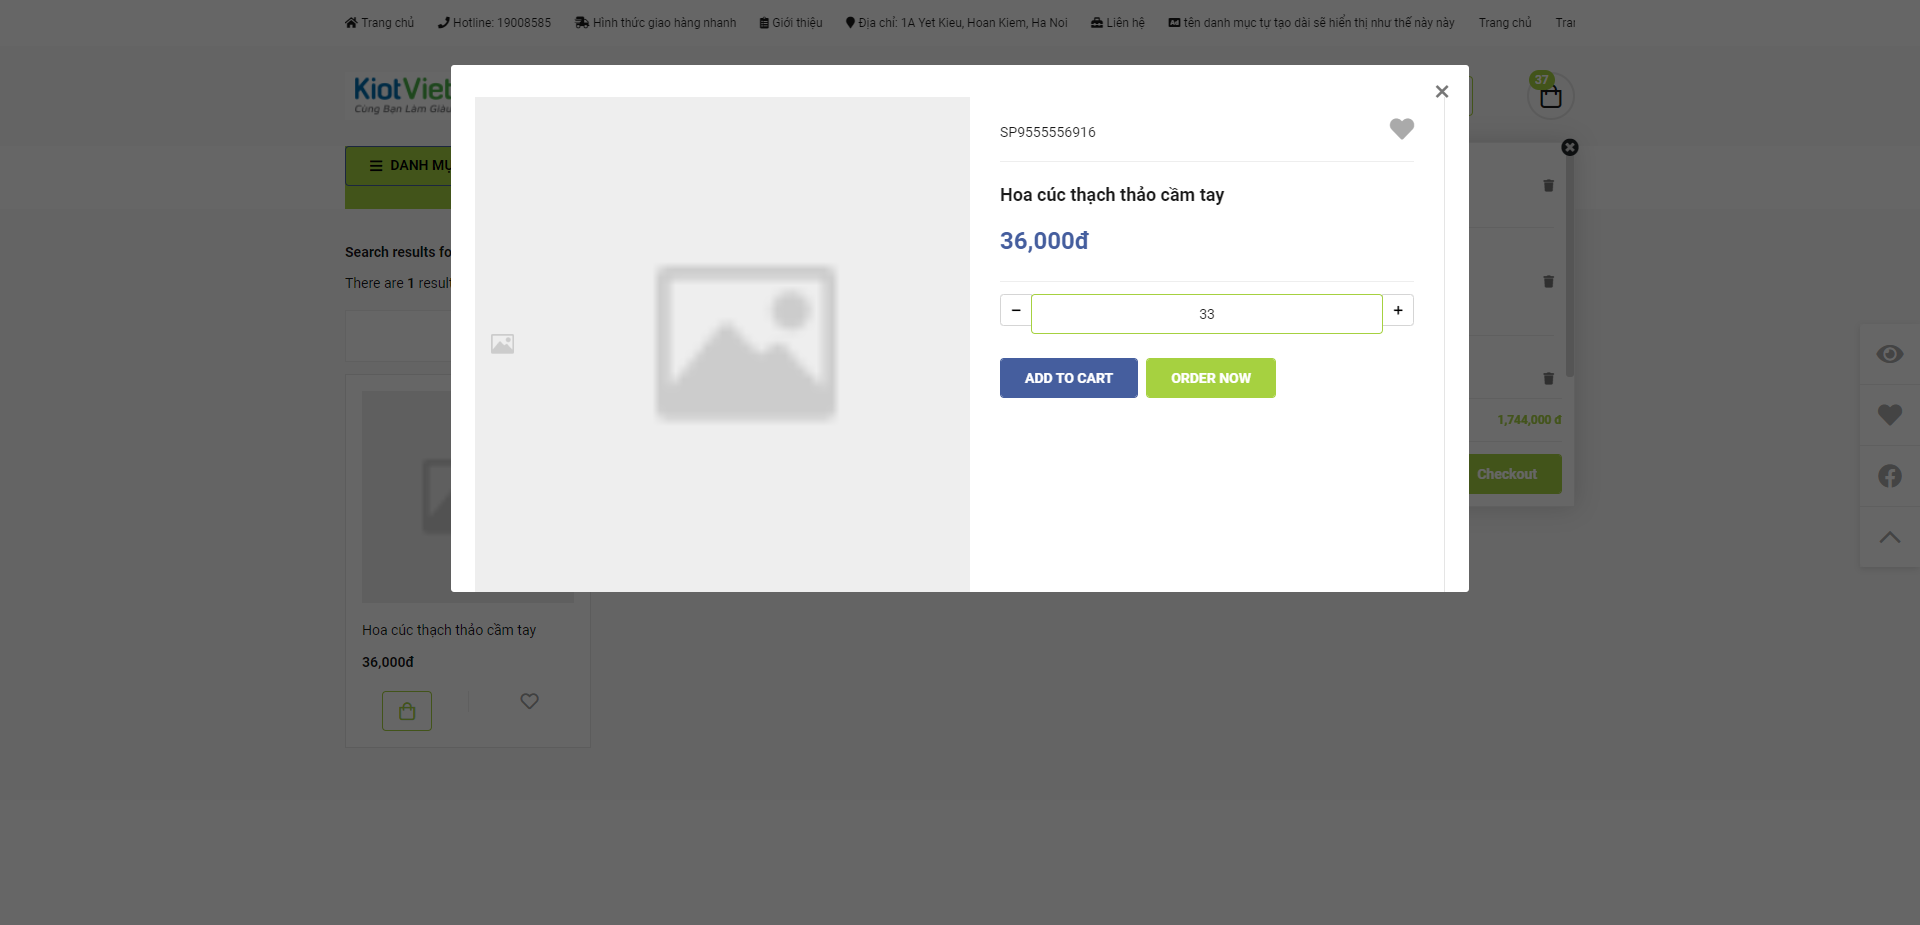 Trang chủ Hotline: 19008585 Hình thức giao hàng nhanh Giới thiệu Địa chỉ: 1A Yet Kieu, Hoan Kiem, Ha Noi Liên hệ tên danh mục tự tạo dài sẽ hiển thị như thế này này Trang chủ
KiotViet
Cùng Bạn Làm Giàu
37
DANH MỤ
Search results fo
There are 1 result
SP9555556916
Hoa cúc thạch thảo cầm tay
36,000đ
− 33 +
ADD TO CART ORDER NOW
1,744,000 đ
Checkout
Hoa cúc thạch thảo cầm tay
36,000đ